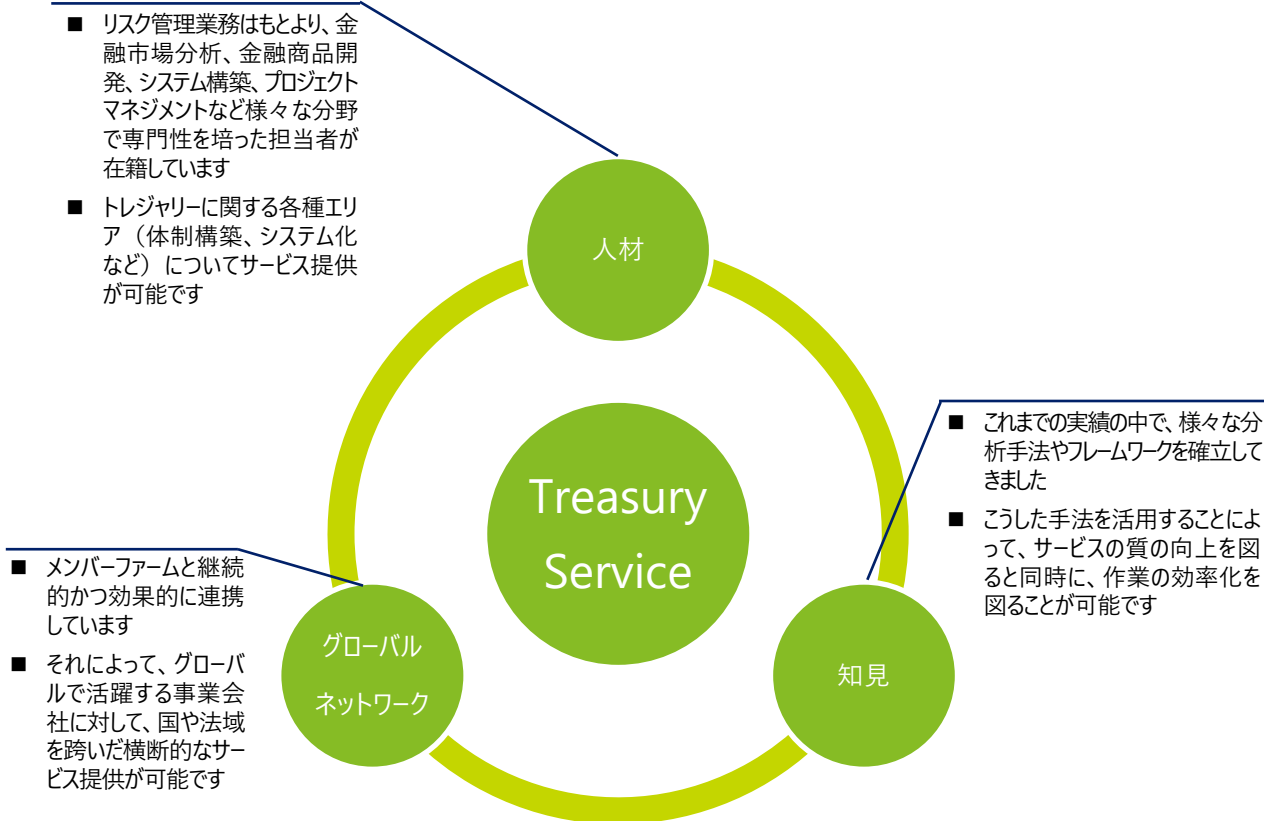 ■ リスク管理業務はもとより、金
融市場分析、金融商品開
発、システム構築、プロジェクト
マネジメントなど様々な分野
で専門性を培った担当者が
在籍しています
■ トレジャリーに関する各種エリ
ア（体制構築、システム化
など）についてサービス提供
が可能です
人材
Treasury
Service
■ これまでの実績の中で、様々な分
析手法やフレームワークを確立して
きました
■ こうした手法を活用することによ
って、サービスの質の向上を図
ると同時に、作業の効率化を
図ることが可能です
知見
■ メンバーファームと継続
的かつ効果的に連携
しています
■ それによって、グローバ
ルで活躍する事業会
社に対して、国や法域
を跨いだ横断的なサー
ビス提供が可能です
グローバル
ネットワーク